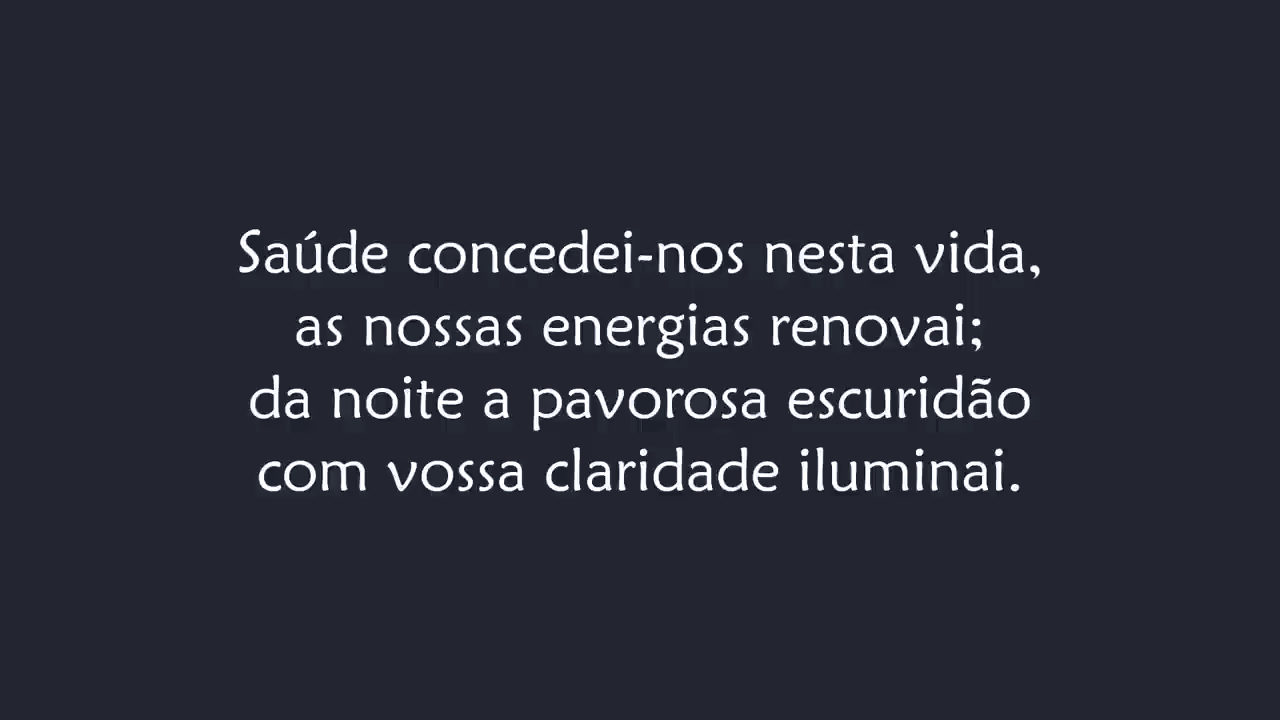 Saúde concedei-nos nesta vida,
as nossas energias renovai;
da noite a pavorosa escuridão
com vossa claridade iluminai.